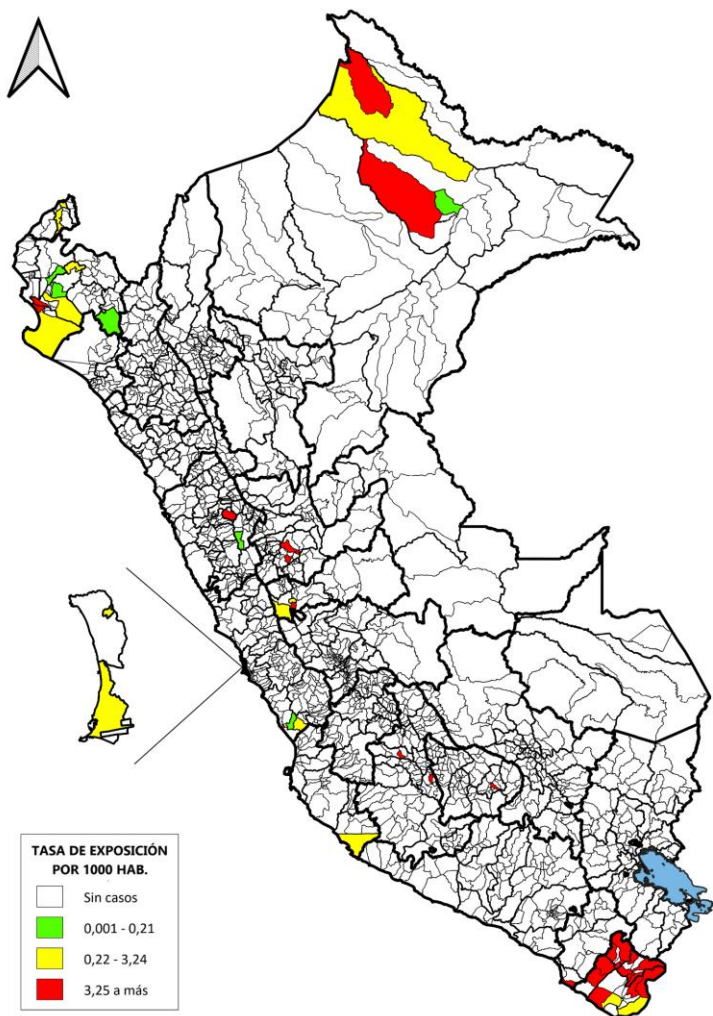 TASA DE EXPOSICIÓN
POR 1000 HAB.
Sin casos
0,001 - 0,21
0,22 - 3,24
3,25 a más